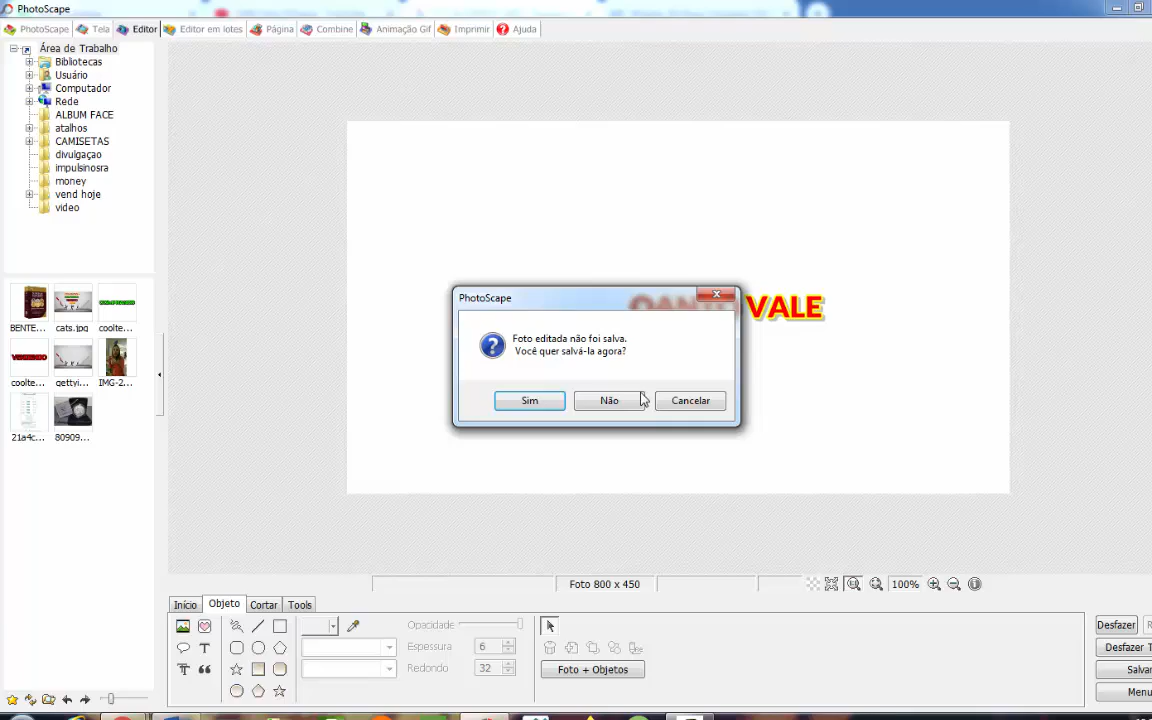 PhotoScape
PhotoScape Tela Editor Editor em lotes Página Combine Animação Gif Imprimir Ajuda
Área de Trabalho
Bibliotecas
Usuário
Computador
Rede
ALBUM FACE
atalhos
CAMISETAS
divulgaçao
impulsinosra
money
vend hoje
video
BENTE... cats.jpg coolte...
coolte... gettyi... IMG-2...
21a4c... 80909...
VALE
PhotoScape
Foto editada não foi salva.
Você quer salvá-la agora?
Sim Não Cancelar
Foto 800 x 450 100%
Início Objeto Cortar Tools
Opacidade
Espessura 6
Redondo 32
Foto + Objetos
Desfazer
Desfazer T
Salvar
Menu